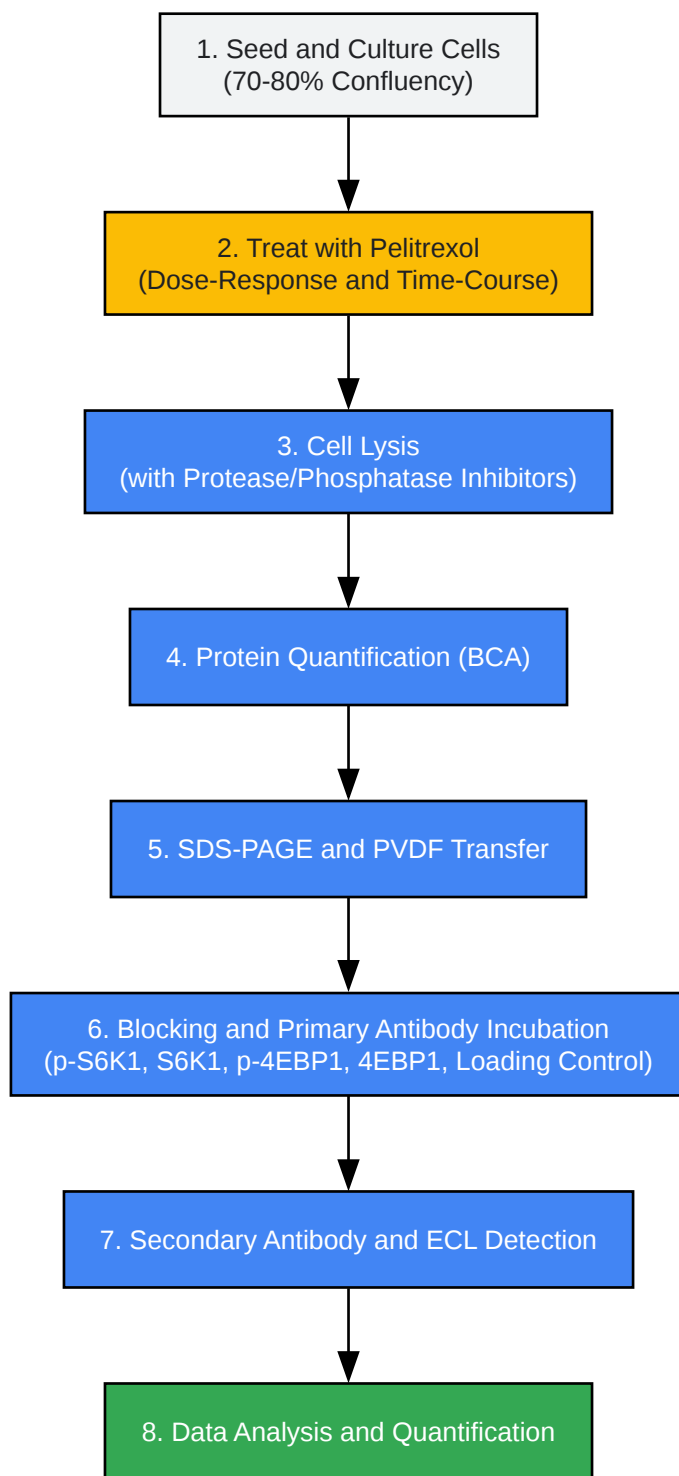 1. Seed and Culture Cells
(70-80% Confluency)
2. Treat with Pelitrexol
(Dose-Response and Time-Course)
3. Cell Lysis
(with Protease/Phosphatase Inhibitors)
4. Protein Quantification (BCA)
5. SDS-PAGE and PVDF Transfer
6. Blocking and Primary Antibody Incubation
(p-S6K1, S6K1, p-4EBP1, 4EBP1, Loading Control)
7. Secondary Antibody and ECL Detection
8. Data Analysis and Quantification